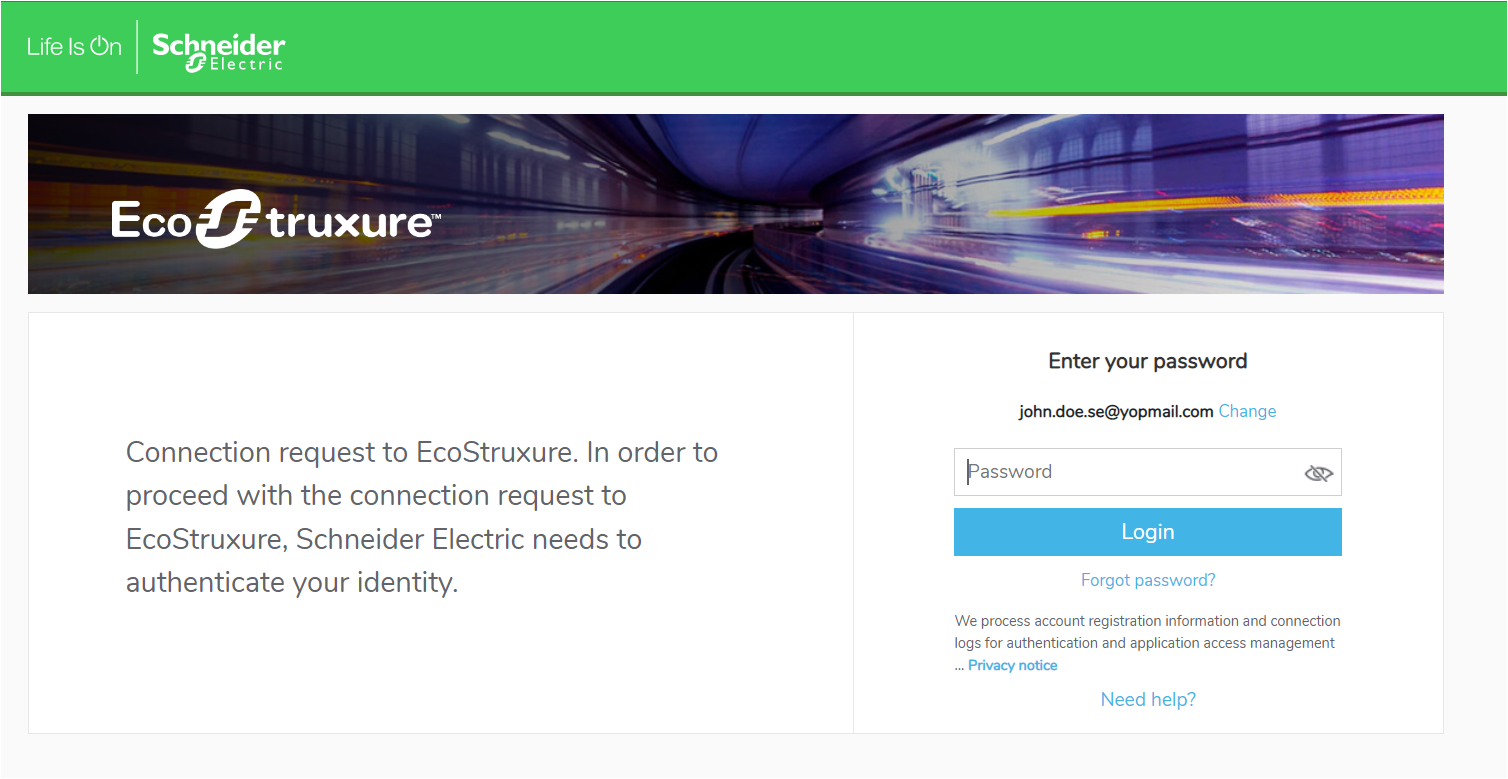 Life Is On
Schneider
Electric
EcoStruxure™
Enter your password
john.doe.se@yopmail.com Change
Connection request to EcoStruxure. In order to
proceed with the connection request to
EcoStruxure, Schneider Electric needs to
authenticate your identity.
Password
Login
Forgot password?
We process account registration information and connection
logs for authentication and application access management
... Privacy notice
Need help?